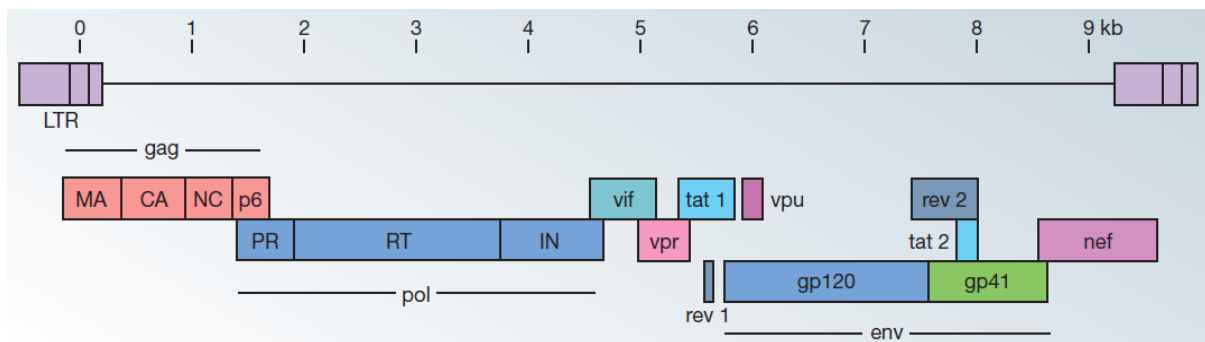 0 1 2 3 4 5 6 7 8 9 kb
LTR
gag
MA CA NC p6 vif tat 1 vpu rev 2
PR RT IN vpr tat 2 nef
gp120 gp41
pol rev 1
env